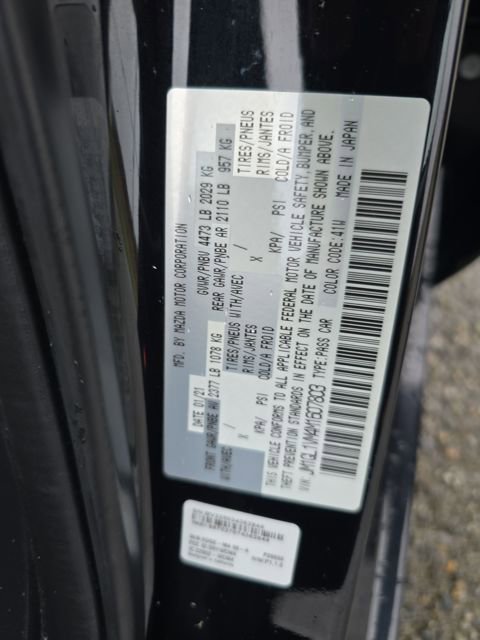 MFD. BY MAZDA MOTOR CORPORATION
DATE 01/21 GVWR/PNBV 4473 LB 2029 KG
FRONT GAWR/PNBE AV 2377 LB 1078 KG REAR GAWR/PNBE AR 2110 LB 957 KG
WITH/AVEC TIRES/PNEUS WITH/AVEC TIRES/PNEUS
/ X RIMS/JANTES X RIMS/JANTES
KPA/ PSI COLD/A FROID KPA/ PSI COLD/A FROID
THIS VEHICLE CONFORMS TO ALL APPLICABLE FEDERAL MOTOR VEHICLE SAFETY, BUMPER, AND
THEFT PREVENTION STANDARDS IN EFFECT ON THE DATE OF MANUFACTURE SHOWN ABOVE.
VIN: JM1GL1VM4M1607803 TYPE: PASS CAR COLOR CODE: 41W MADE IN JAPAN